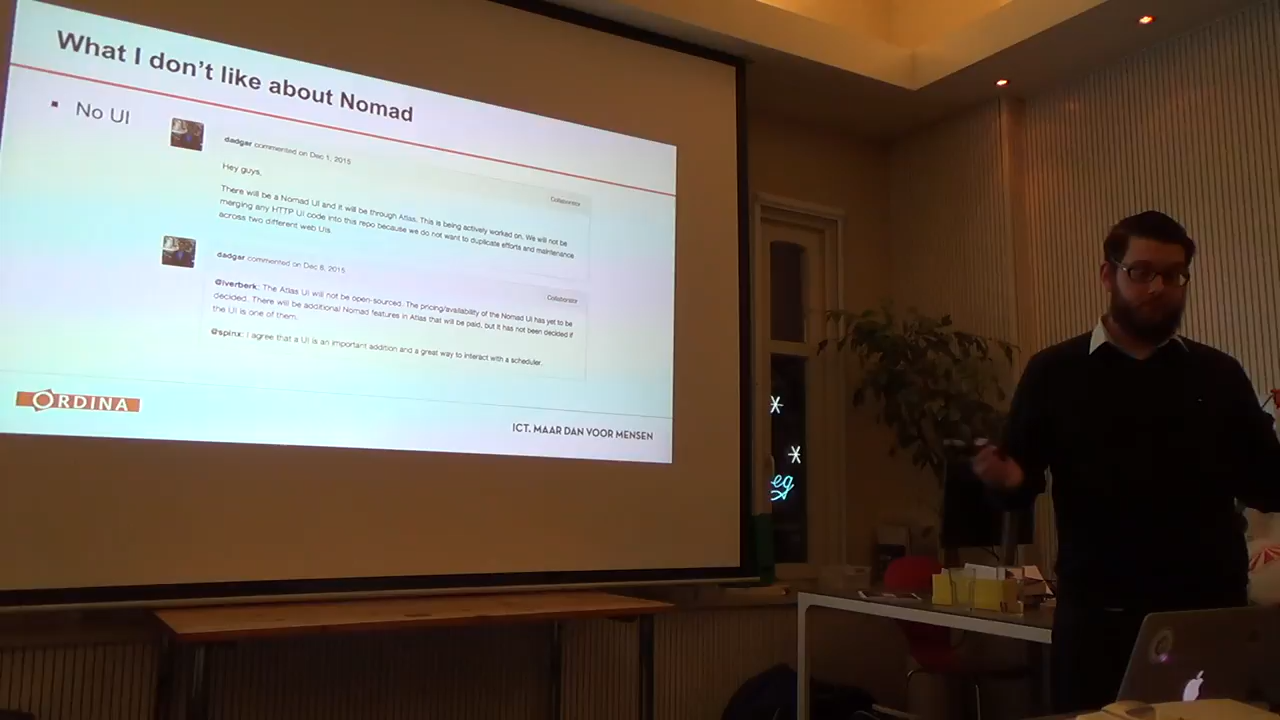 What I don't like about Nomad
▪ No UI
dadgar commented on Dec 1, 2015
Collaborator
Hey guys,
There will be a Nomad UI and it will be through Atlas. This is being actively worked on. We will not be
merging any HTTP UI code into this repo because we do not want to duplicate efforts and maintenance
across two different web UIs.
dadgar commented on Dec 8, 2015
Collaborator
@iverberk: The Atlas UI will not be open-sourced. The pricing/availability of the Nomad UI has yet to be
decided. There will be additional Nomad features in Atlas that will be paid, but it has not been decided if
the UI is one of them.
@spinx: I agree that a UI is an important addition and a great way to interact with a scheduler.
ORDINA
ICT. MAAR DAN VOOR MENSEN
eg